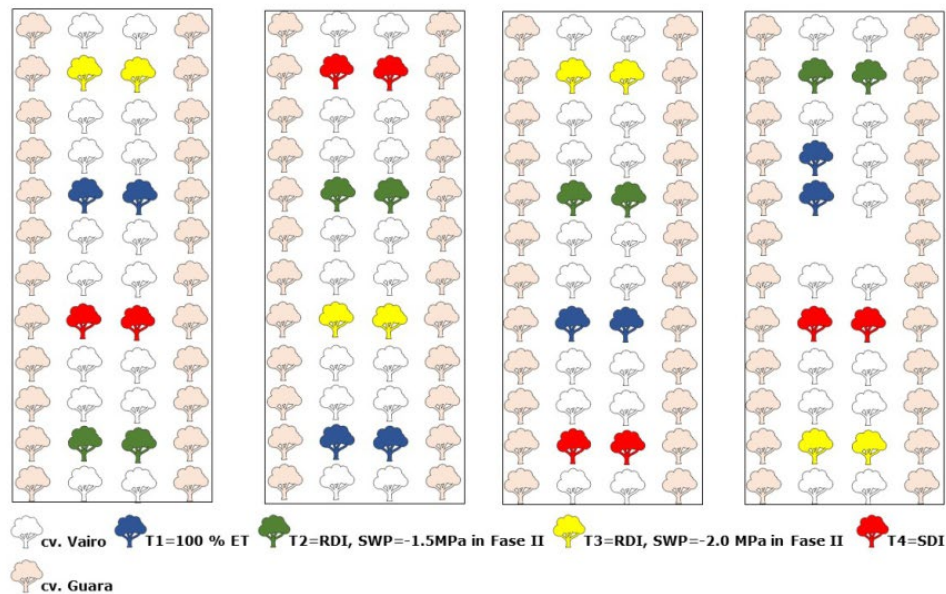 cv. Vairo T1=100 % ET T2=RDI, SWP=-1.5MPa in Fase II T3=RDI, SWP=-2.0 MPa in Fase II T4=SDI
cv. Guara